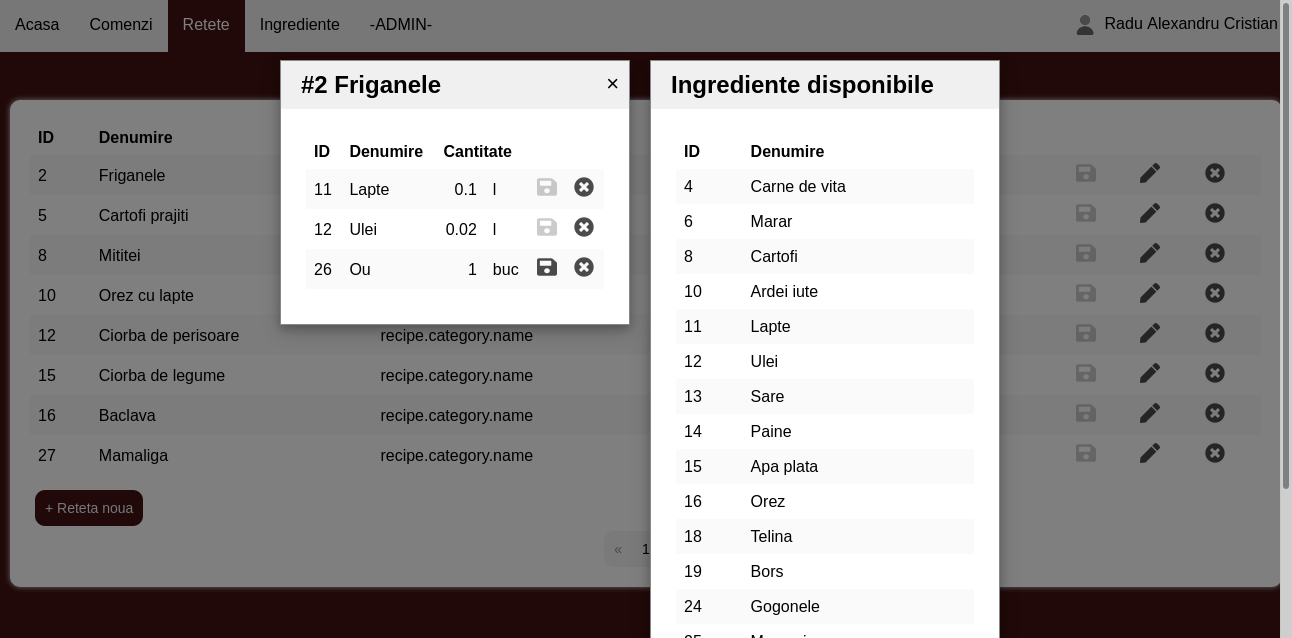 Acasa Comenzi Retete Ingrediente -ADMIN- Radu Alexandru Cristian
#2 Friganele ×
ID Denumire Cantitate
11 Lapte 0.1 l
12 Ulei 0.02 l
26 Ou 1 buc
Ingrediente disponibile
ID Denumire
4 Carne de vita
6 Marar
8 Cartofi
10 Ardei iute
11 Lapte
12 Ulei
13 Sare
14 Paine
15 Apa plata
16 Orez
18 Telina
19 Bors
24 Gogonele
ID Denumire
2 Friganele
5 Cartofi prajiti
8 Mititei
10 Orez cu lapte
12 Ciorba de perisoare recipe.category.name
15 Ciorba de legume recipe.category.name
16 Baclava recipe.category.name
27 Mamaliga recipe.category.name
+ Reteta noua
« 1